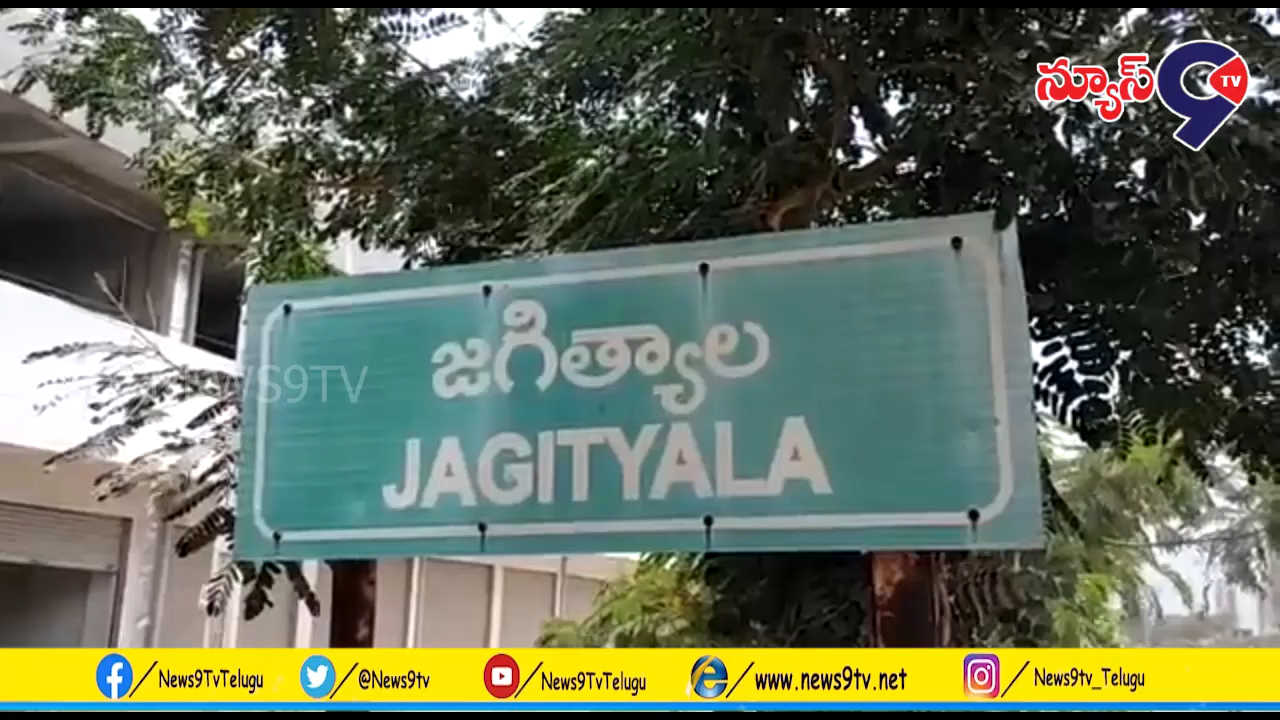 న్యూస్ 9 TV
జగిత్యాల
NEWS9TV
JAGITYALA
/News9TvTelugu /@News9tv /News9TvTelugu /www.news9tv.net /News9tv_Telugu